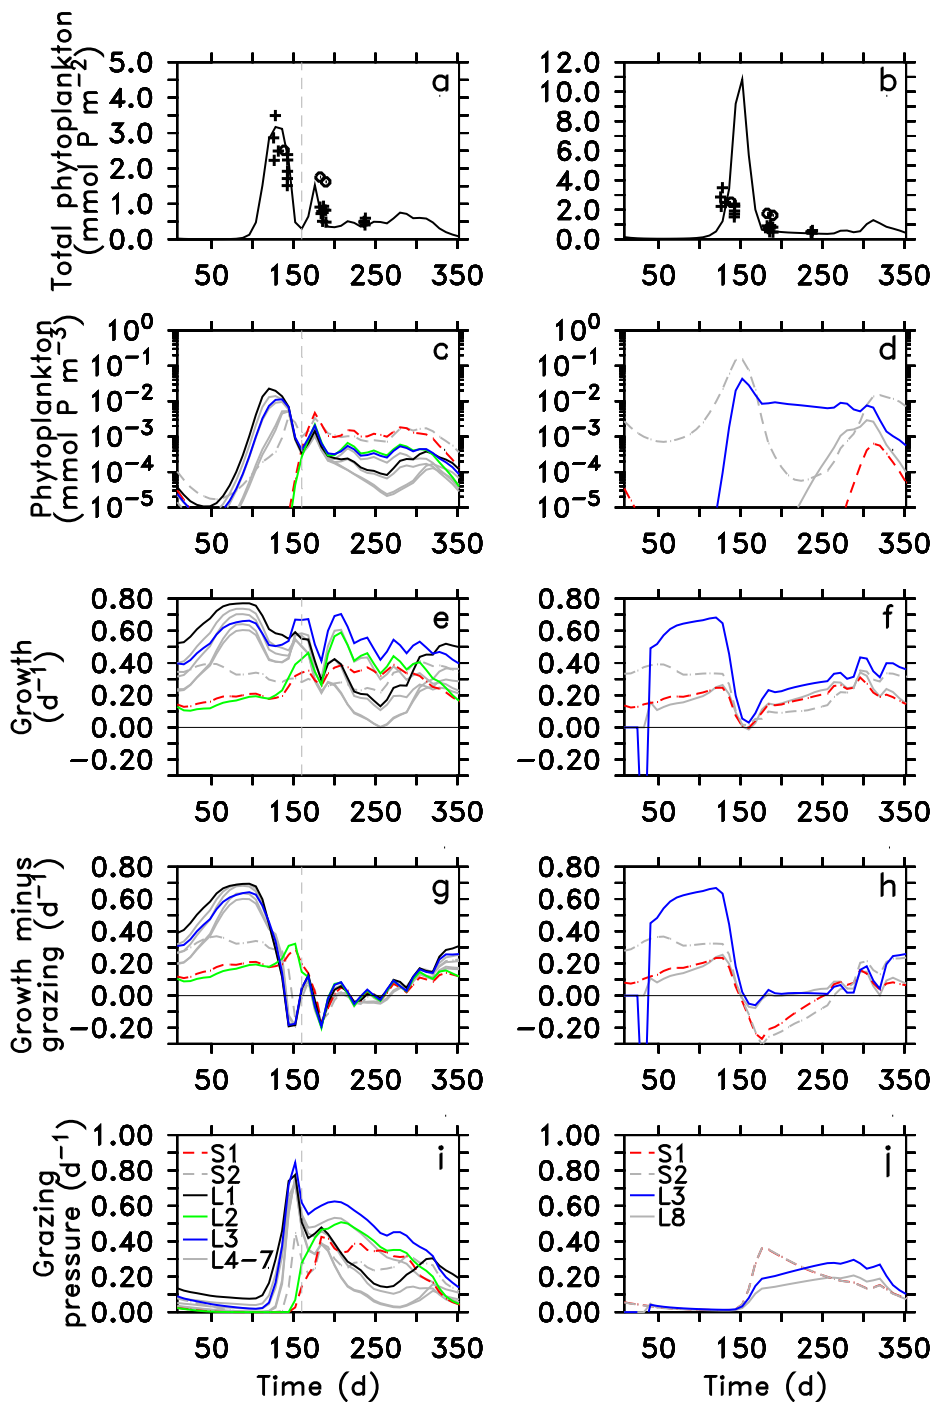 Total phytoplankton
(mmol P m⁻²)
5.0
4.0
3.0
2.0
1.0
0.0
a
50 150 250 350
12.0
10.0
8.0
6.0
4.0
2.0
0.0
b
50 150 250 350
Phytoplankton
(mmol P m⁻³)
10⁰
10⁻¹
10⁻²
10⁻³
10⁻⁴
10⁻⁵
c
50 150 250 350
10⁰
10⁻¹
10⁻²
10⁻³
10⁻⁴
10⁻⁵
d
50 150 250 350
Growth
(d⁻¹)
0.80
0.60
0.40
0.20
0.00
−0.20
e
50 150 250 350
0.80
0.60
0.40
0.20
0.00
−0.20
f
50 150 250 350
Growth minus
grazing (d⁻¹)
0.80
0.60
0.40
0.20
0.00
−0.20
g
50 150 250 350
0.80
0.60
0.40
0.20
0.00
−0.20
h
50 150 250 350
Grazing
pressure (d⁻¹)
1.00
0.80
0.60
0.40
0.20
0.00
S1
S2
L1
L2
L3
L4−7
i
50 150 250 350
Time (d)
1.00
0.80
0.60
0.40
0.20
0.00
S1
S2
L3
L8
j
50 150 250 350
Time (d)